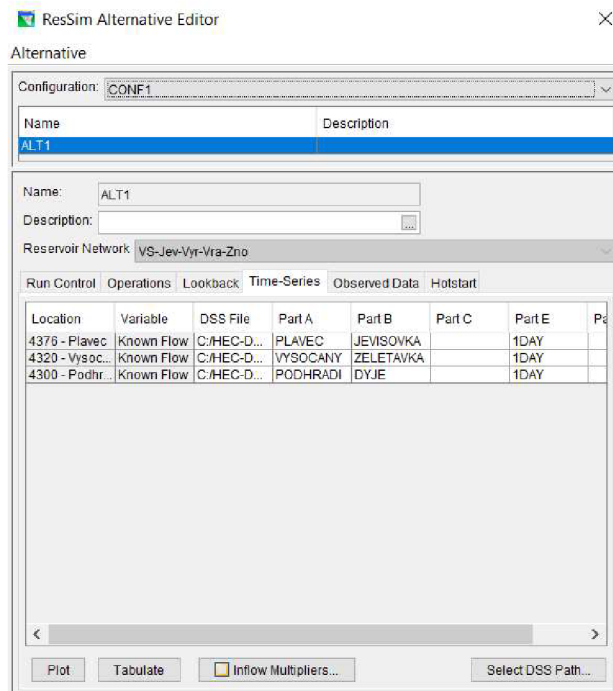 ResSim Alternative Editor
Alternative
Configuration: CONF1
Name Description
ALT1
Name: ALT1
Description: ...
Reservoir Network VS-Jev-Vyr-Vra-Zno
Run Control Operations Lookback Time-Series Observed Data Hotstart
Location Variable DSS File Part A Part B Part C Part E Pa
4376 - Plavec Known Flow C:/HEC-D... PLAVEC JEVISOVKA 1DAY
4320 - Vysoc... Known Flow C:/HEC-D... VYSOCANY ZELETAVKA 1DAY
4300 - Podhr... Known Flow C:/HEC-D... PODHRADI DYJE 1DAY
Plot Tabulate Inflow Multipliers... Select DSS Path...